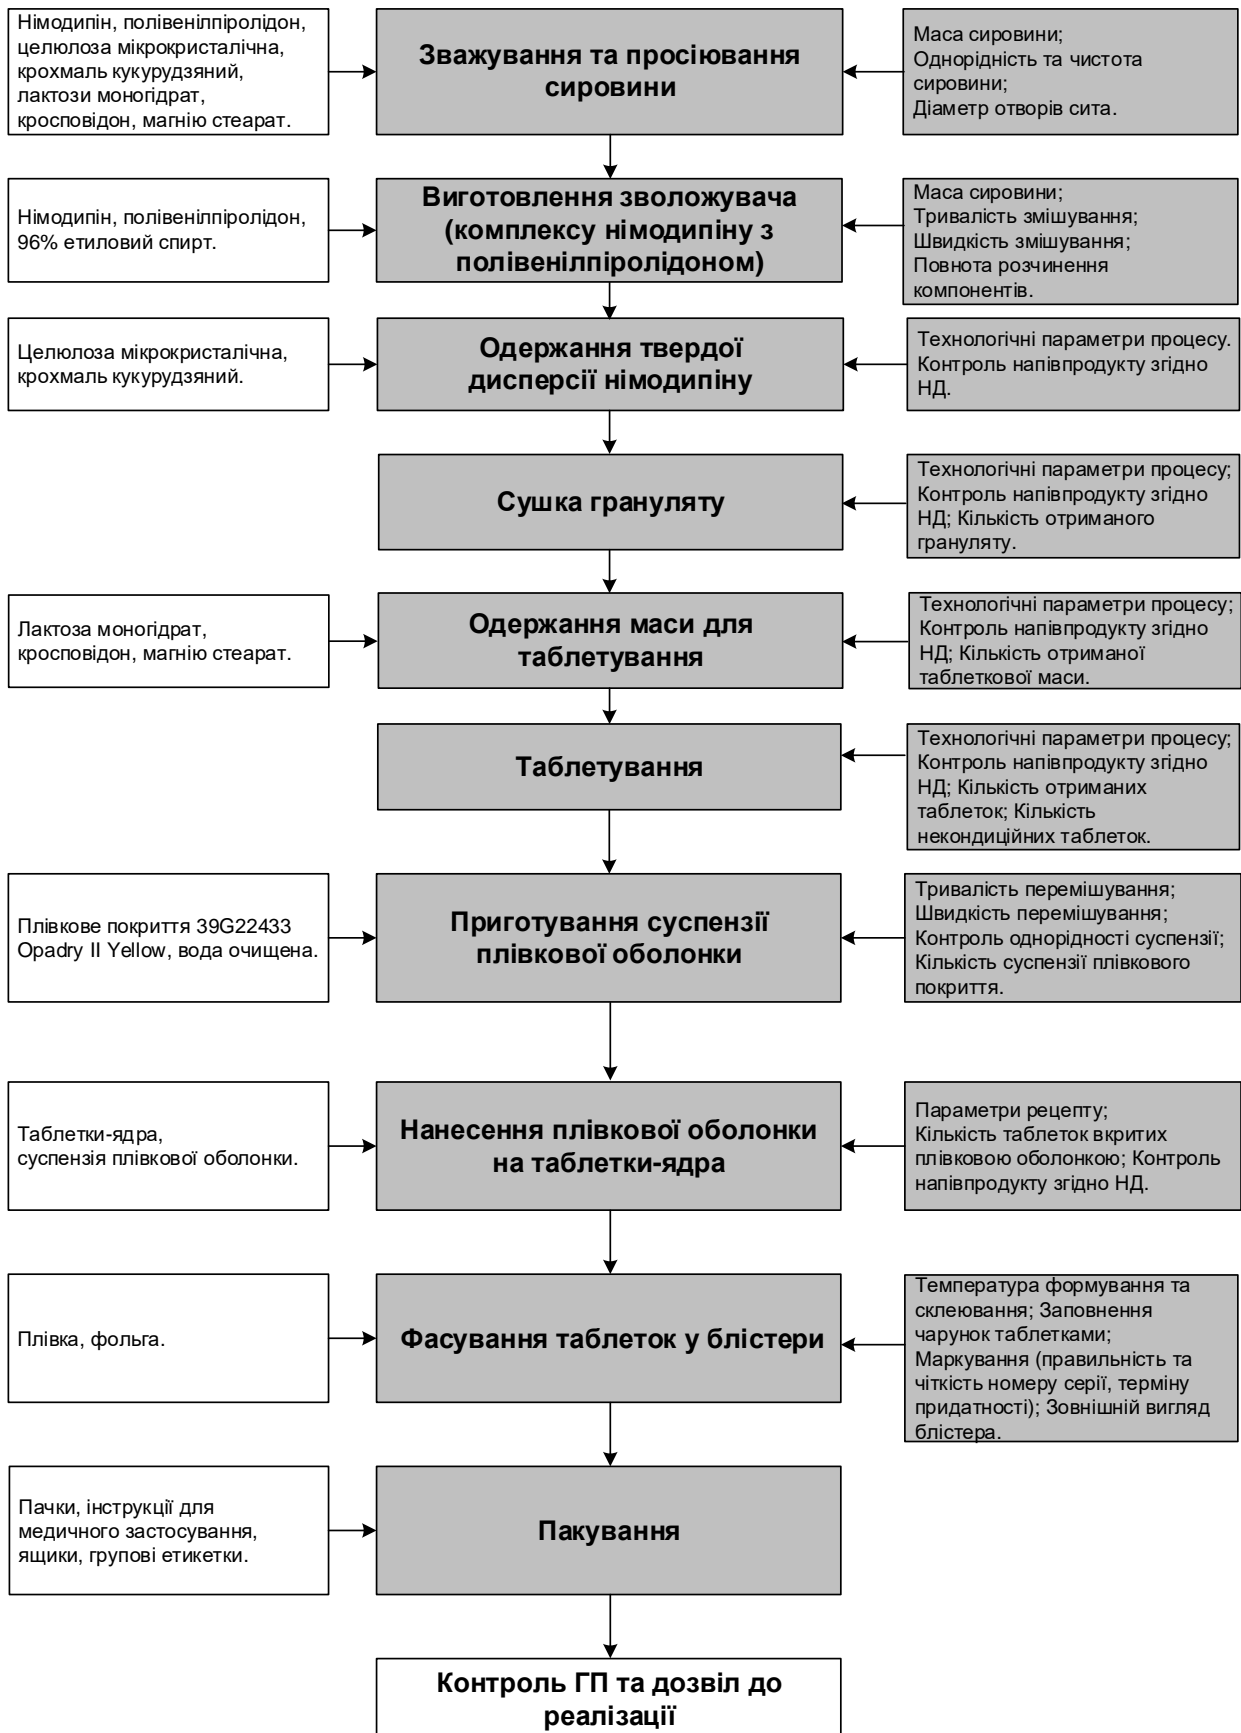 Німодипін, полівенілпіролідон,
целюлоза мікрокристалічна,
крохмаль кукурудзяний,
лактози моногідрат,
кросповідон, магнію стеарат.
Зважування та просіювання
сировини
Маса сировини;
Однорідність та чистота
сировини;
Діаметр отворів сита.
Німодипін, полівенілпіролідон,
96% етиловий спирт.
Виготовлення зволожувача
(комплексу німодипіну з
полівенілпіролідоном)
Маса сировини;
Тривалість змішування;
Швидкість змішування;
Повнота розчинення
компонентів.
Целюлоза мікрокристалічна,
крохмаль кукурудзяний.
Одержання твердої
дисперсії німодипіну
Технологічні параметри процесу.
Контроль напівпродукту згідно
НД.
Сушка грануляту
Технологічні параметри процесу;
Контроль напівпродукту згідно
НД; Кількість отриманого
грануляту.
Лактоза моногідрат,
кросповідон, магнію стеарат.
Одержання маси для
таблетування
Технологічні параметри процесу;
Контроль напівпродукту згідно
НД; Кількість отриманої
таблеткової маси.
Таблетування
Технологічні параметри процесу;
Контроль напівпродукту згідно
НД; Кількість отриманих
таблеток; Кількість
некондиційних таблеток.
Плівкове покриття 39G22433
Opadry II Yellow, вода очищена.
Приготування суспензії
плівкової оболонки
Тривалість перемішування;
Швидкість перемішування;
Контроль однорідності суспензії;
Кількість суспензії плівкового
покриття.
Таблетки-ядра,
суспензія плівкової оболонки.
Нанесення плівкової оболонки
на таблетки-ядра
Параметри рецепту;
Кількість таблеток вкритих
плівковою оболонкою; Контроль
напівпродукту згідно НД.
Плівка, фольга.
Фасування таблеток у блістери
Температура формування та
склеювання; Заповнення
чарунок таблетками;
Маркування (правильність та
чіткість номеру серії, терміну
придатності); Зовнішній вигляд
блістера.
Пачки, інструкції для
медичного застосування,
ящики, групові етикетки.
Пакування
Контроль ГП та дозвіл до
реалізації